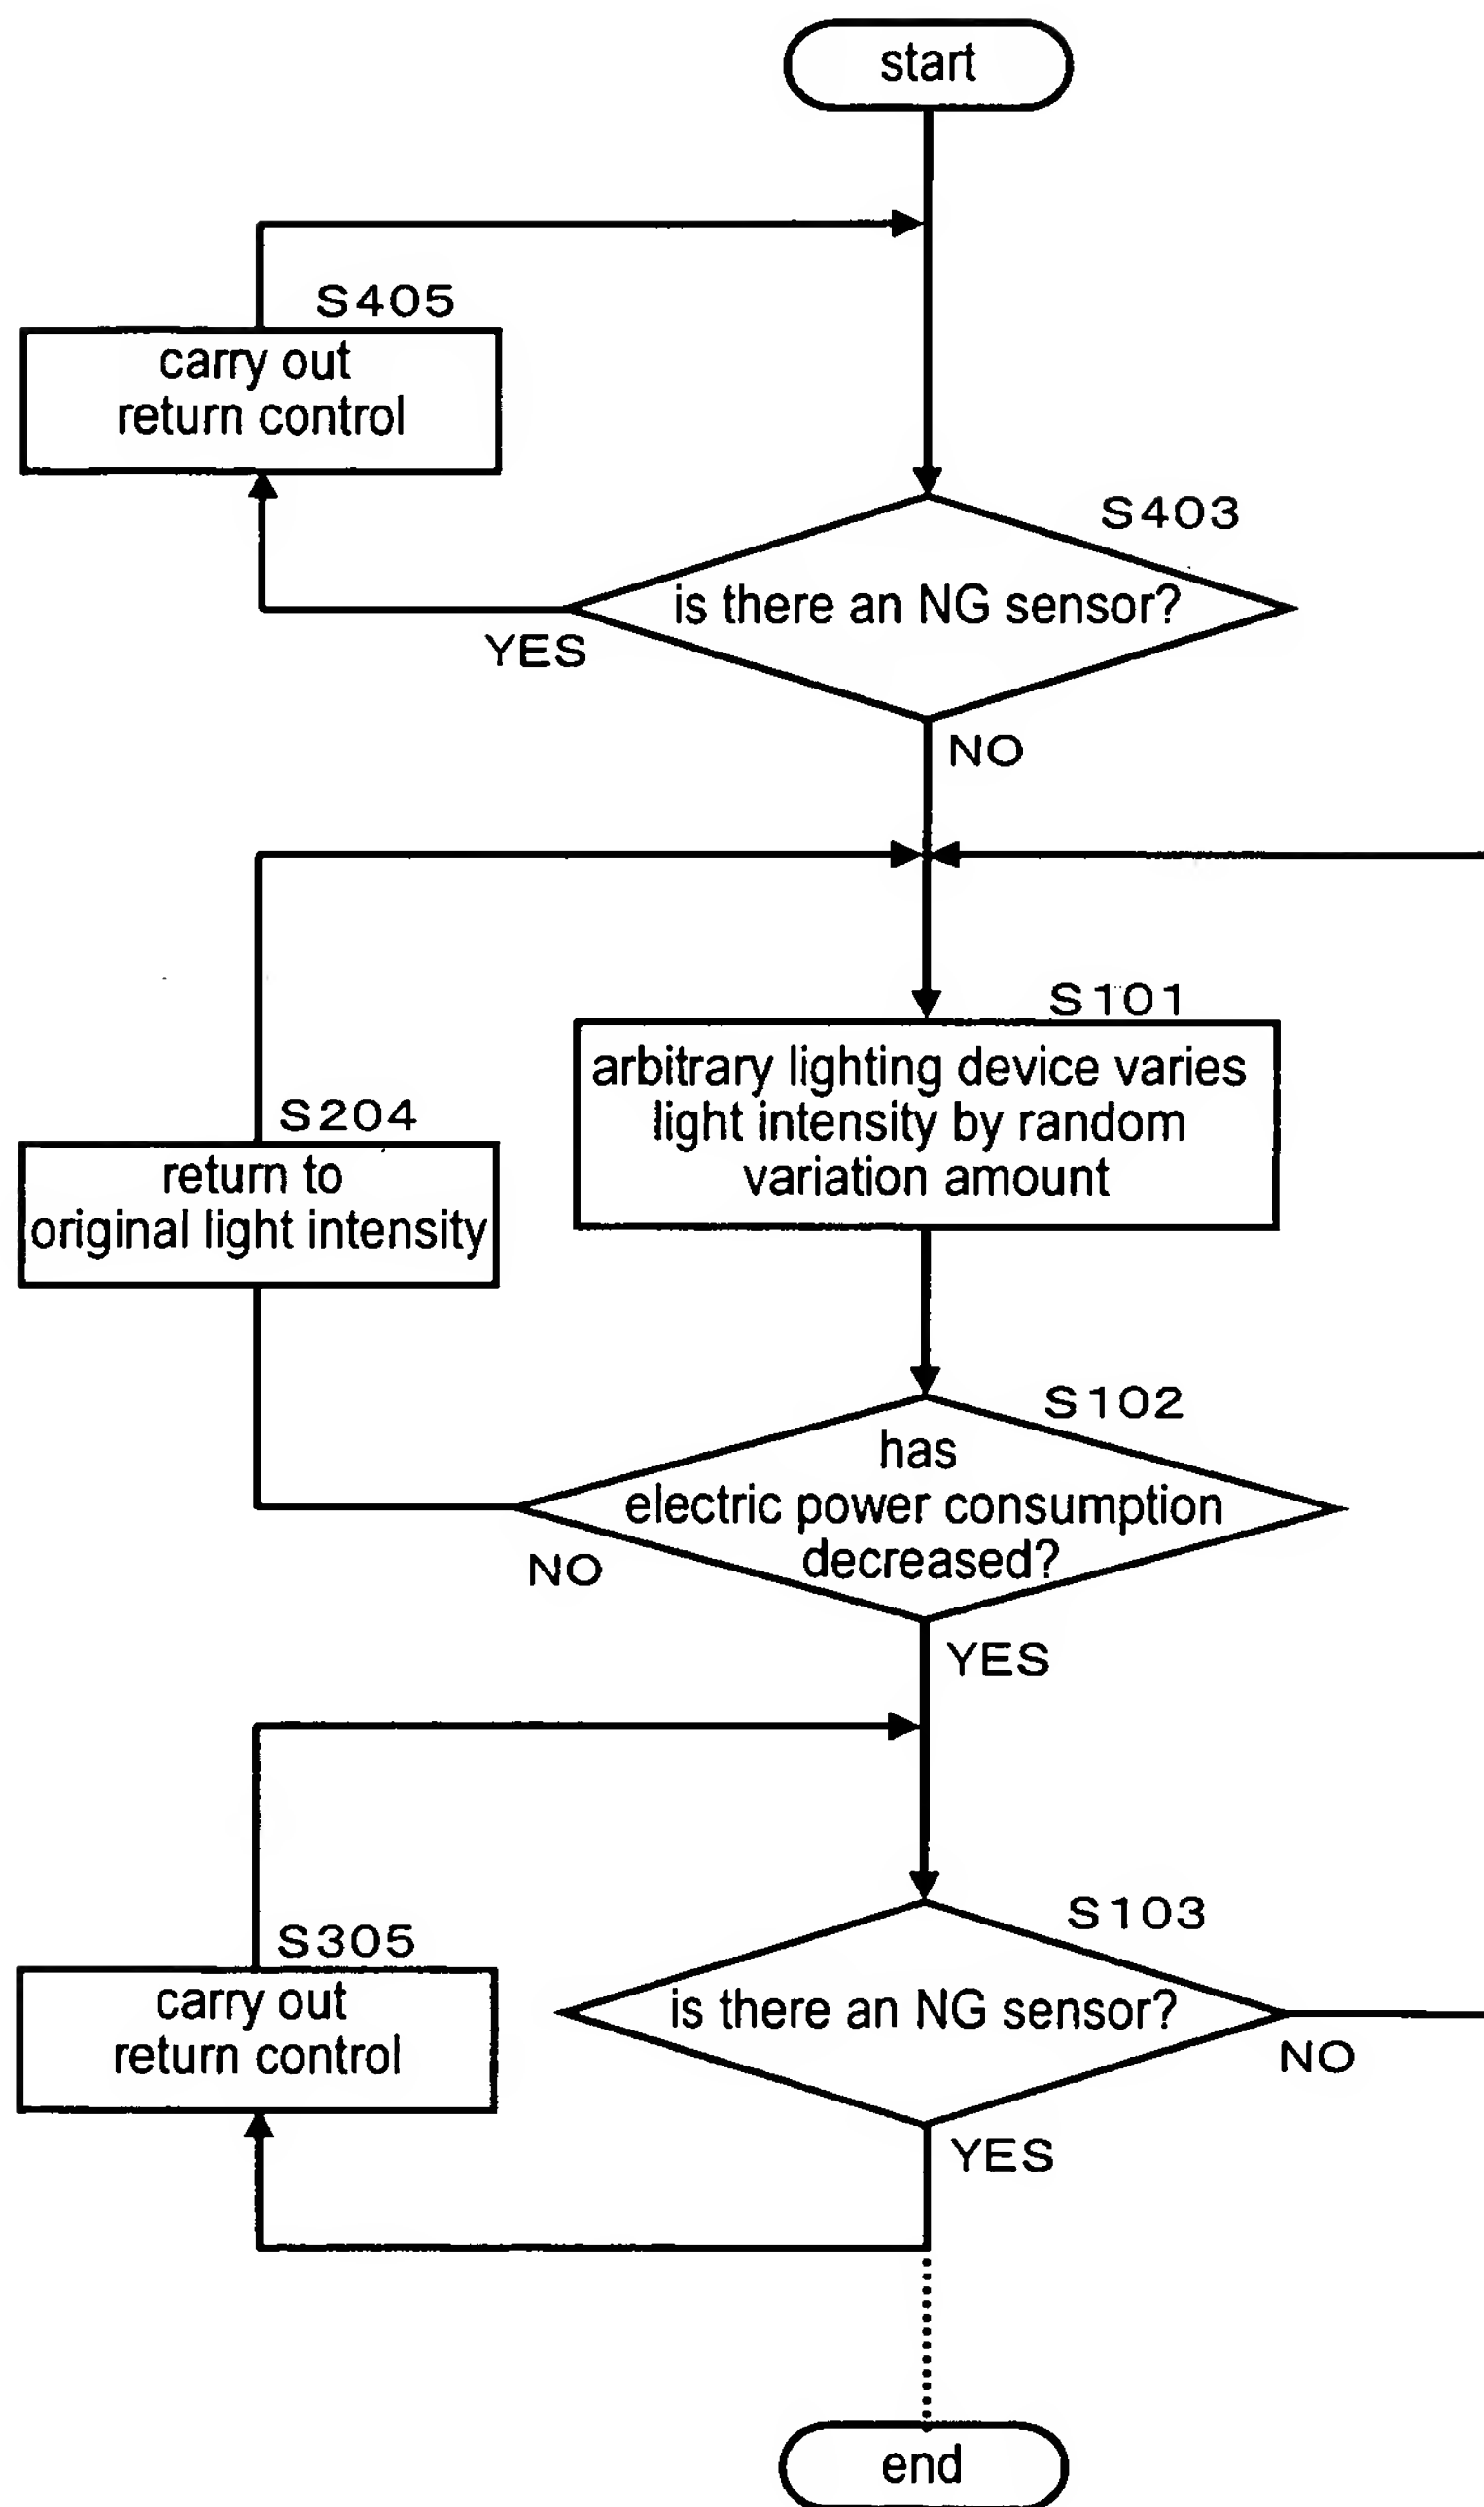 start
S405
carry out
return control
S403
is there an NG sensor?
YES
NO
S101
arbitrary lighting device varies
light intensity by random
variation amount
S204
return to
original light intensity
S102
has
electric power consumption
decreased?
NO
YES
S103
is there an NG sensor?
NO
S305
carry out
return control
YES
end